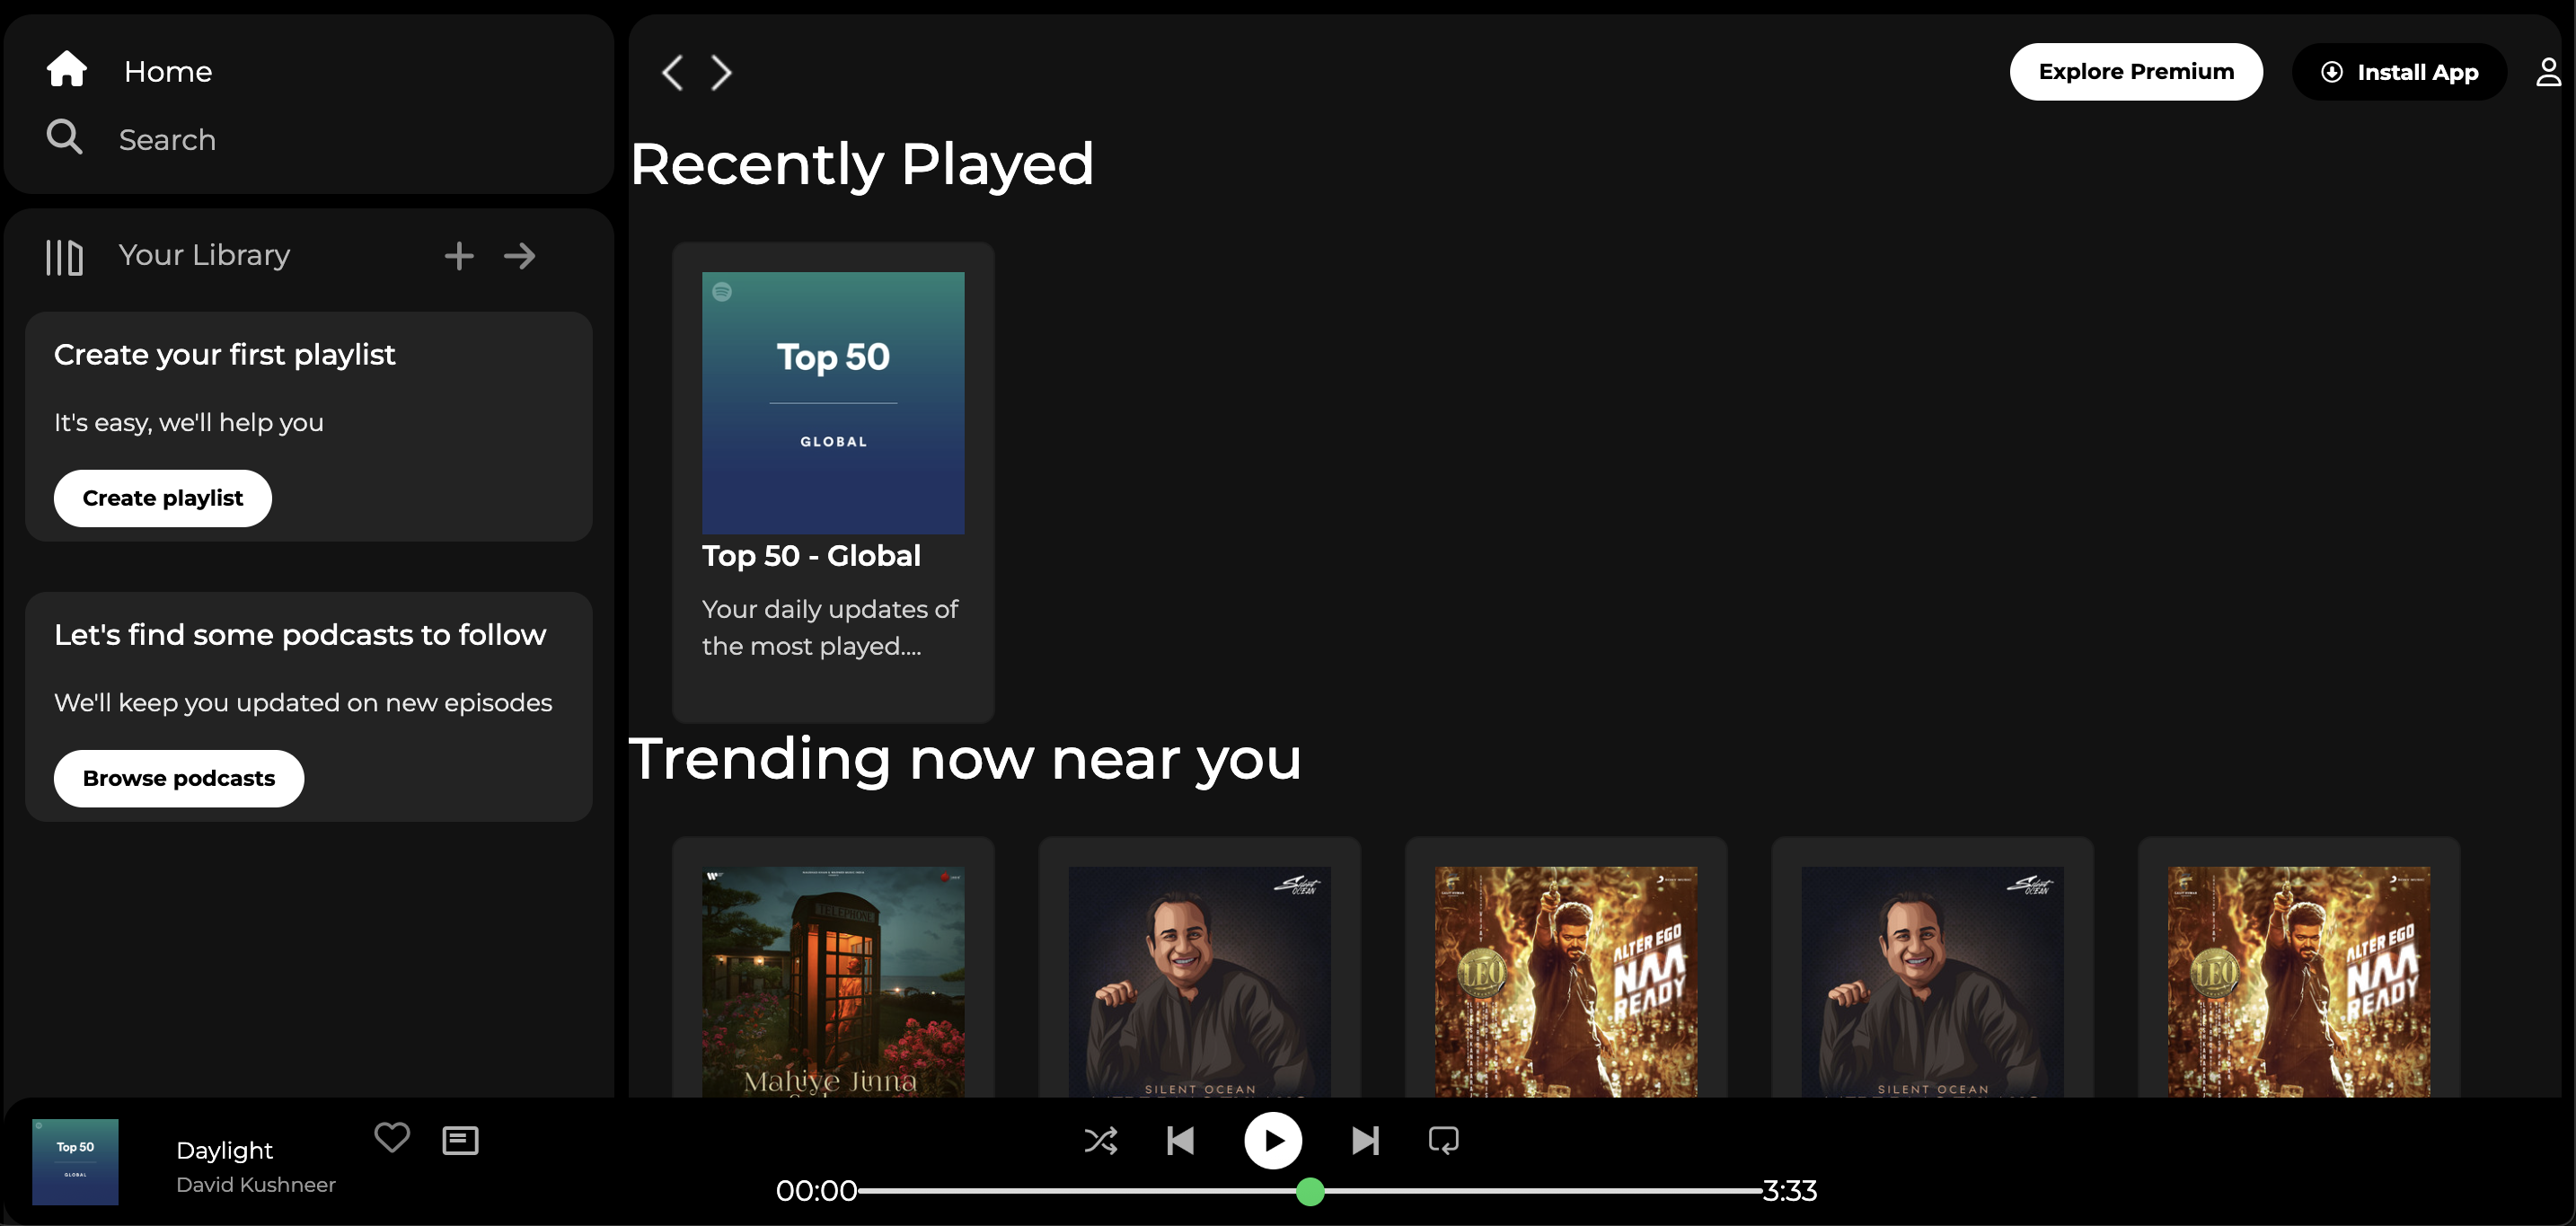 Home
Search
Your Library
Create your first playlist
It's easy, we'll help you
Create playlist
Let's find some podcasts to follow
We'll keep you updated on new episodes
Browse podcasts
Explore Premium
Install App
Recently Played
Top 50
GLOBAL
Top 50 - Global
Your daily updates of
the most played....
Trending now near you
TELEPHONE
Mahiye Jinna
Silent
OCEAN
SILENT OCEAN
LEO
ALTER EGO
NAA
READY
Silent
OCEAN
SILENT OCEAN
LEO
ALTER EGO
NAA
READY
Top 50
GLOBAL
Daylight
David Kushneer
00:00
3:33